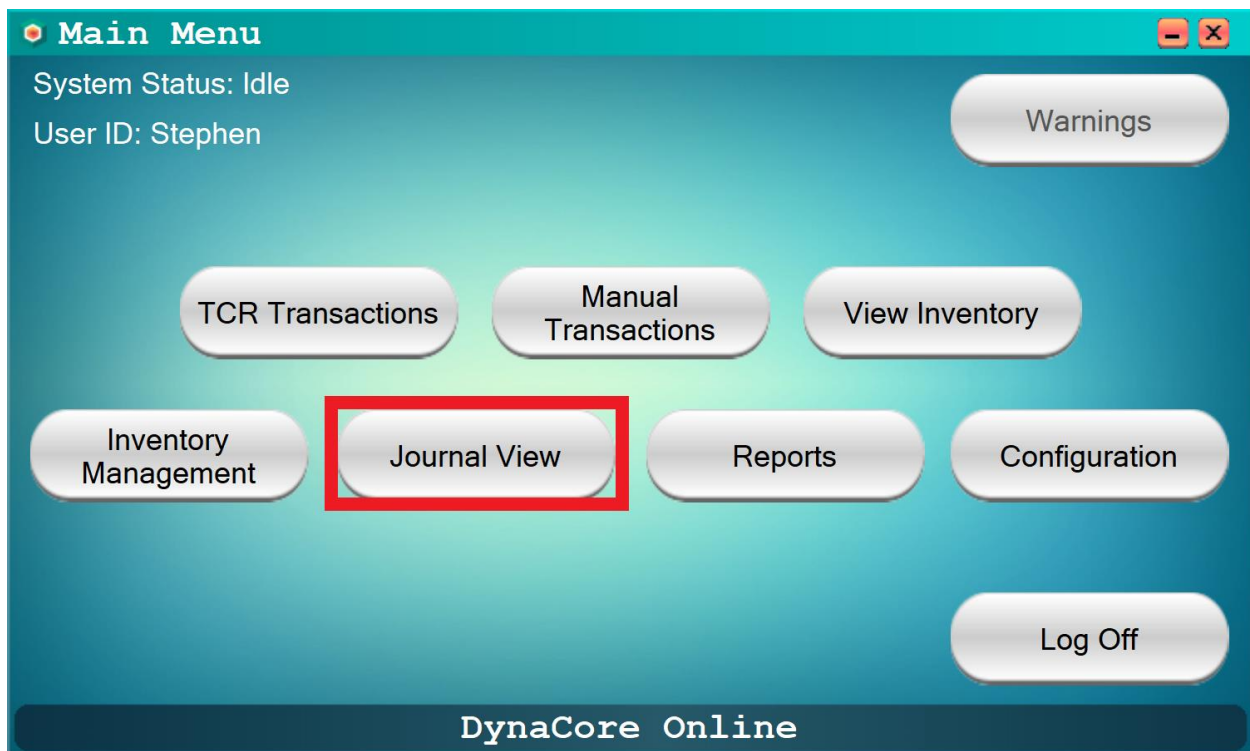 Main Menu
System Status: Idle
User ID: Stephen
Warnings
TCR Transactions
Manual
Transactions
View Inventory
Inventory
Management
Journal View
Reports
Configuration
Log Off
DynaCore Online